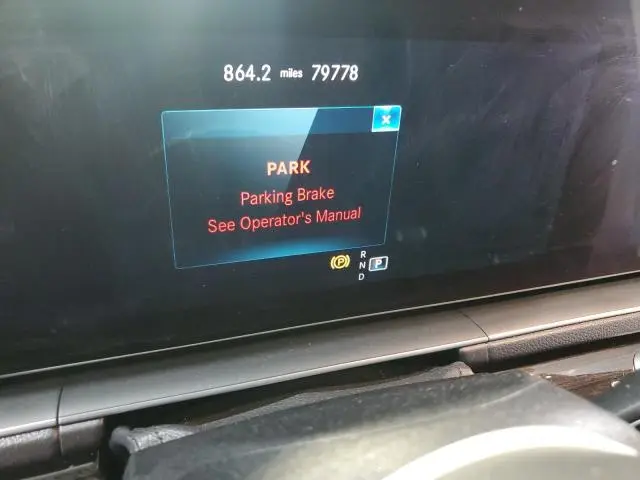 864.2 miles 79778
X
PARK
Parking Brake
See Operator's Manual
R
N
P P
D